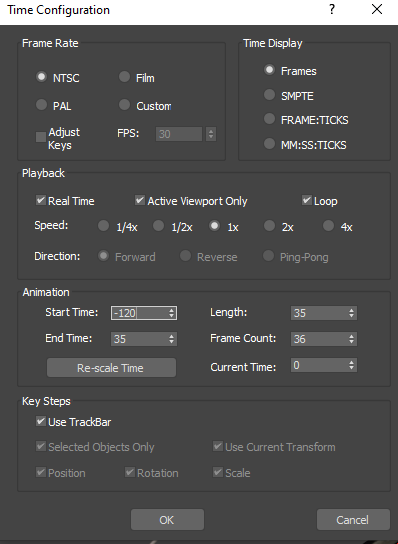 Time Configuration ? ×
Frame Rate
NTSC Film
PAL Custom
Adjust Keys FPS: 30
Time Display
Frames
SMPTE
FRAME:TICKS
MM:SS:TICKS
Playback
Real Time Active Viewport Only Loop
Speed: 1/4x 1/2x 1x 2x 4x
Direction: Forward Reverse Ping-Pong
Animation
Start Time: -120 Length: 35
End Time: 35 Frame Count: 36
Re-scale Time Current Time: 0
Key Steps
Use TrackBar
Selected Objects Only Use Current Transform
Position Rotation Scale
OK Cancel